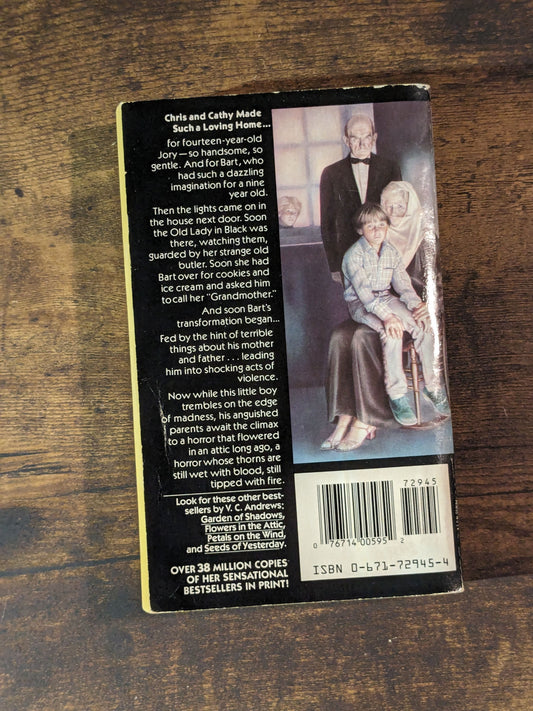 Chris and Cathy Made
Such a Loving Home...
for fourteen-year-old
Jory—so handsome, so
gentle. And for Bart, who
had such a dazzling
imagination for a nine
year old.
Then the lights came on in
the house next door. Soon
the Old Lady in Black was
there, watching them,
guarded by her strange old
butler. Soon she had
Bart over for cookies and
ice cream and asked him
to call her "Grandmother."
And soon Bart's
transformation began...
Fed by the hint of terrible
things about his mother
and father . . . leading
him into shocking acts of
violence.
Now while this little boy
trembles on the edge
of madness, his anguished
parents await the climax
to a horror that flowered
in an attic long ago, a
horror whose thorns are
still wet with blood, still
tipped with fire.
Look for these other best-
sellers by V. C. Andrews:
Garden of Shadows,
Flowers in the Attic,
Petals on the Wind,
and Seeds of Yesterday.
OVER 38 MILLION COPIES
OF HER SENSATIONAL
BESTSELLERS IN PRINT!
72945
0 76714 00595 2
ISBN 0-671-72945-4